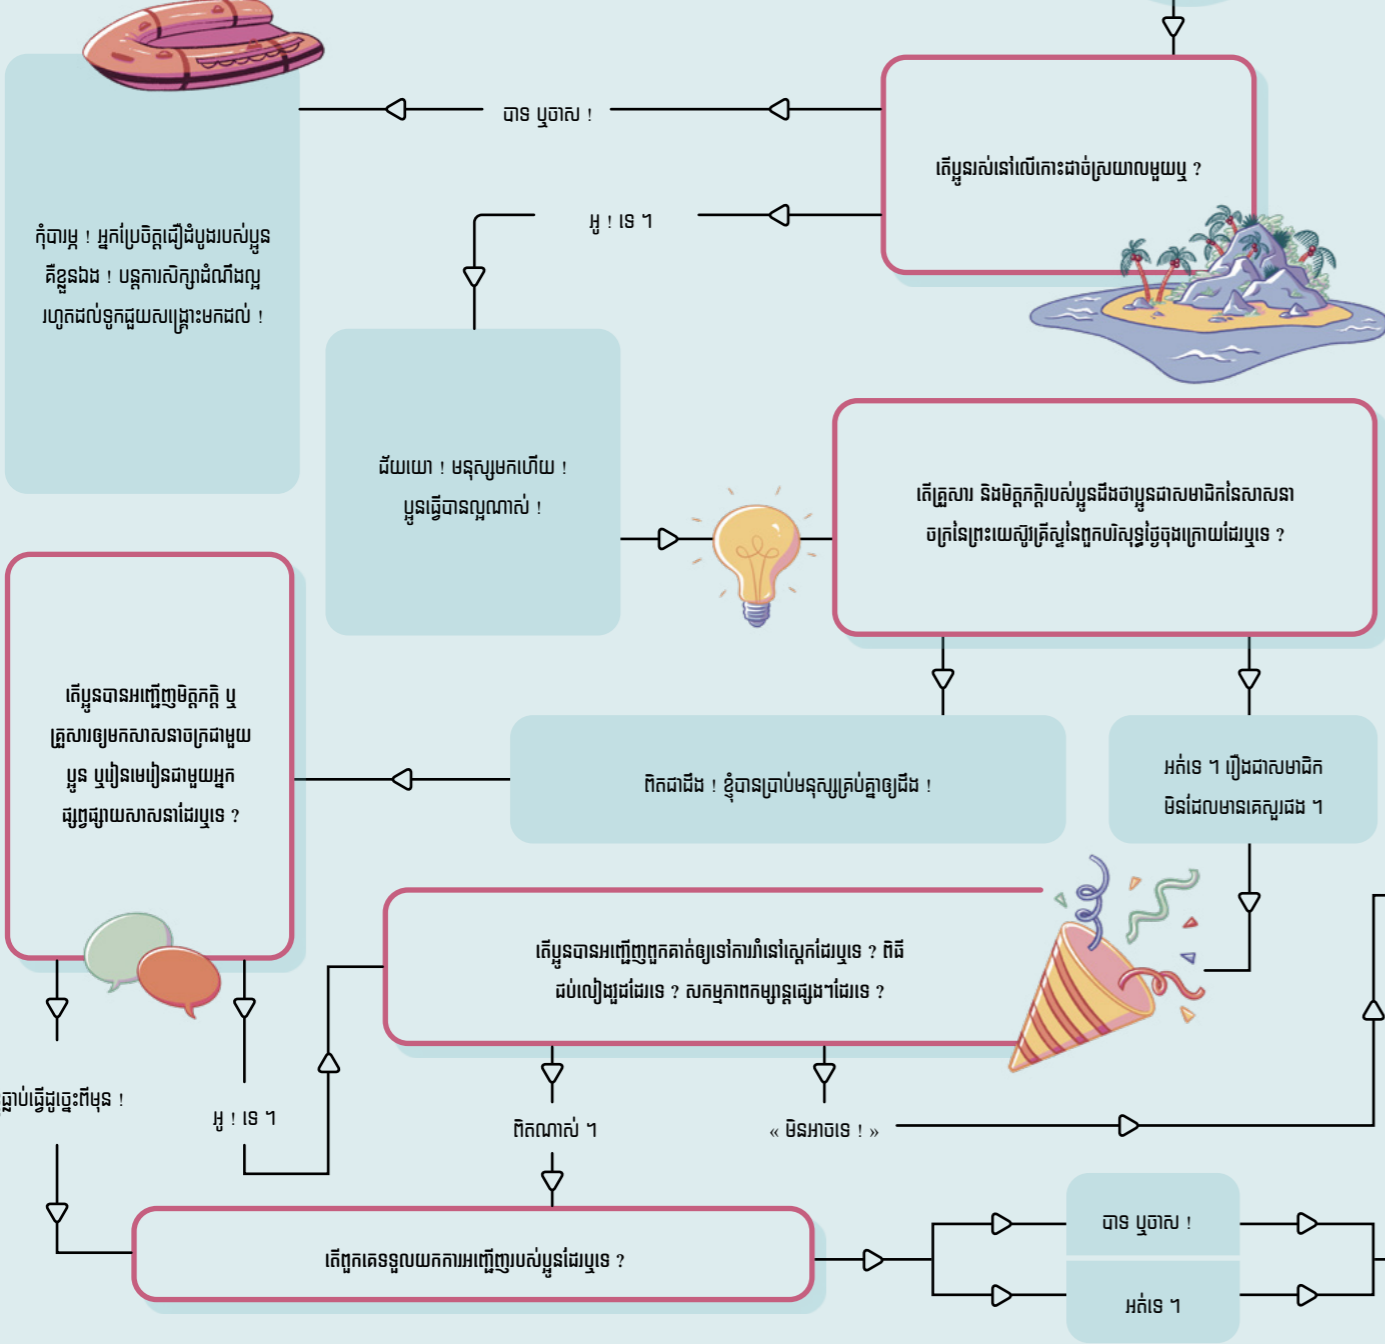 តើប្អូនរស់នៅលើកោះដាច់ស្រយាលមួយឬ ?
បាទ ឬចាស !
អូ ! ទេ ។
កុំបារម្ភ ! អ្នកប្រែចិត្តជឿដំបូងរបស់ប្អូន
គឺខ្លួនឯង ! បន្តការសិក្សាដំណឹងល្អ
រហូតដល់ទូកជួយសង្គ្រោះមកដល់ !
ជ័យយោ ! មនុស្សមកហើយ !
ប្អូនធ្វើបានល្អណាស់ !
តើគ្រួសារ និងមិត្តភក្តិរបស់ប្អូនដឹងថាប្អូនជាសមាជិកនៃសាសនា
ចក្រនៃព្រះយេស៊ូវគ្រីស្ទនៃពួកបរិសុទ្ធថ្ងៃចុងក្រោយដែរឬទេ ?
ពិតជាដឹង ! ខ្ញុំបានប្រាប់មនុស្សគ្រប់គ្នាឲ្យដឹង !
អត់ទេ ។ រឿងជាសមាជិក
មិនដែលមានគេសួរផង ។
តើប្អូនបានអញ្ជើញមិត្តភក្តិ ឬ
គ្រួសារឲ្យមកសាសនាចក្រជាមួយ
ប្អូន ឬរៀនមេរៀនជាមួយអ្នក
ផ្សព្វផ្សាយសាសនាដែរឬទេ ?
តើប្អូនបានអញ្ជើញពួកគាត់ឲ្យទៅការរាំនៅស្តេកដែរឬទេ ? ពិធី
ជប់លៀងវួដដែរទេ ? សកម្មភាពកម្សាន្តផ្សេងៗដែរទេ ?
ធ្លាប់ធ្វើដូច្នេះពីមុន !
អូ ! ទេ ។
ពិតណាស់ ។
« មិនអាចទេ ! »
តើពួកគេទទួលយកការអញ្ជើញរបស់ប្អូនដែរឬទេ ?
បាទ ឬចាស !
អត់ទេ ។